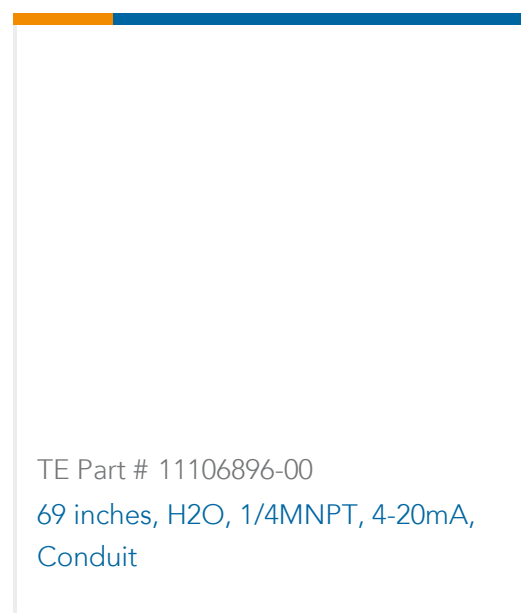 TE Part # 11106896-00
69 inches, H2O, 1/4MNPT, 4-20mA,
Conduit